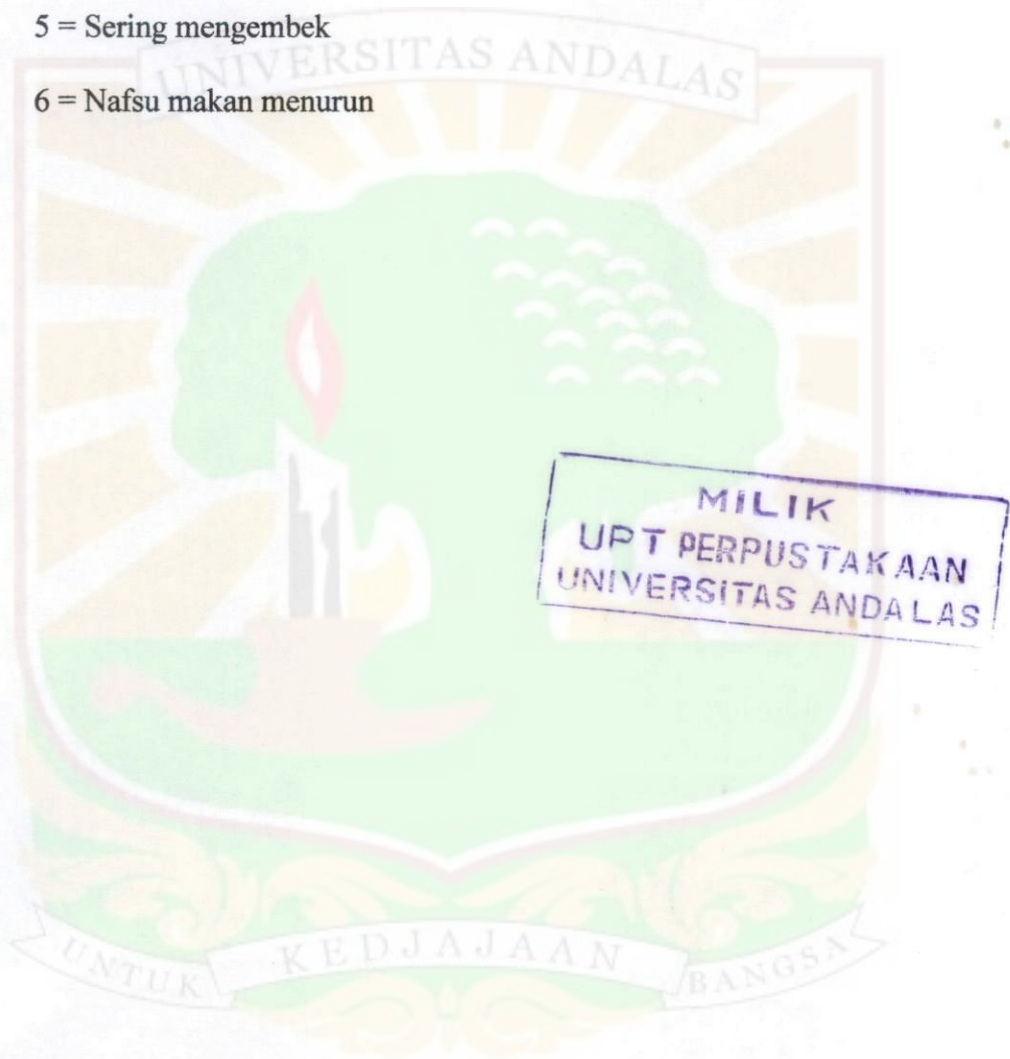 5 = Sering mengembek
UNIVERSITAS ANDALAS
6 = Nafsu makan menurun
MILIK
UPT PERPUSTAKAAN
UNIVERSITAS ANDALAS
UNTUK KEDJAJAAN BANGSA